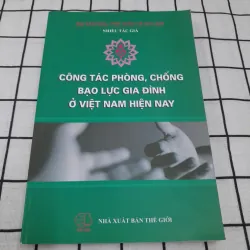 NHIỀU TÁC GIẢ
CÔNG TÁC PHÒNG, CHỐNG
BẠO LỰC GIA ĐÌNH
Ở VIỆT NAM HIỆN NAY
NHÀ XUẤT BẢN THẾ GIỚI